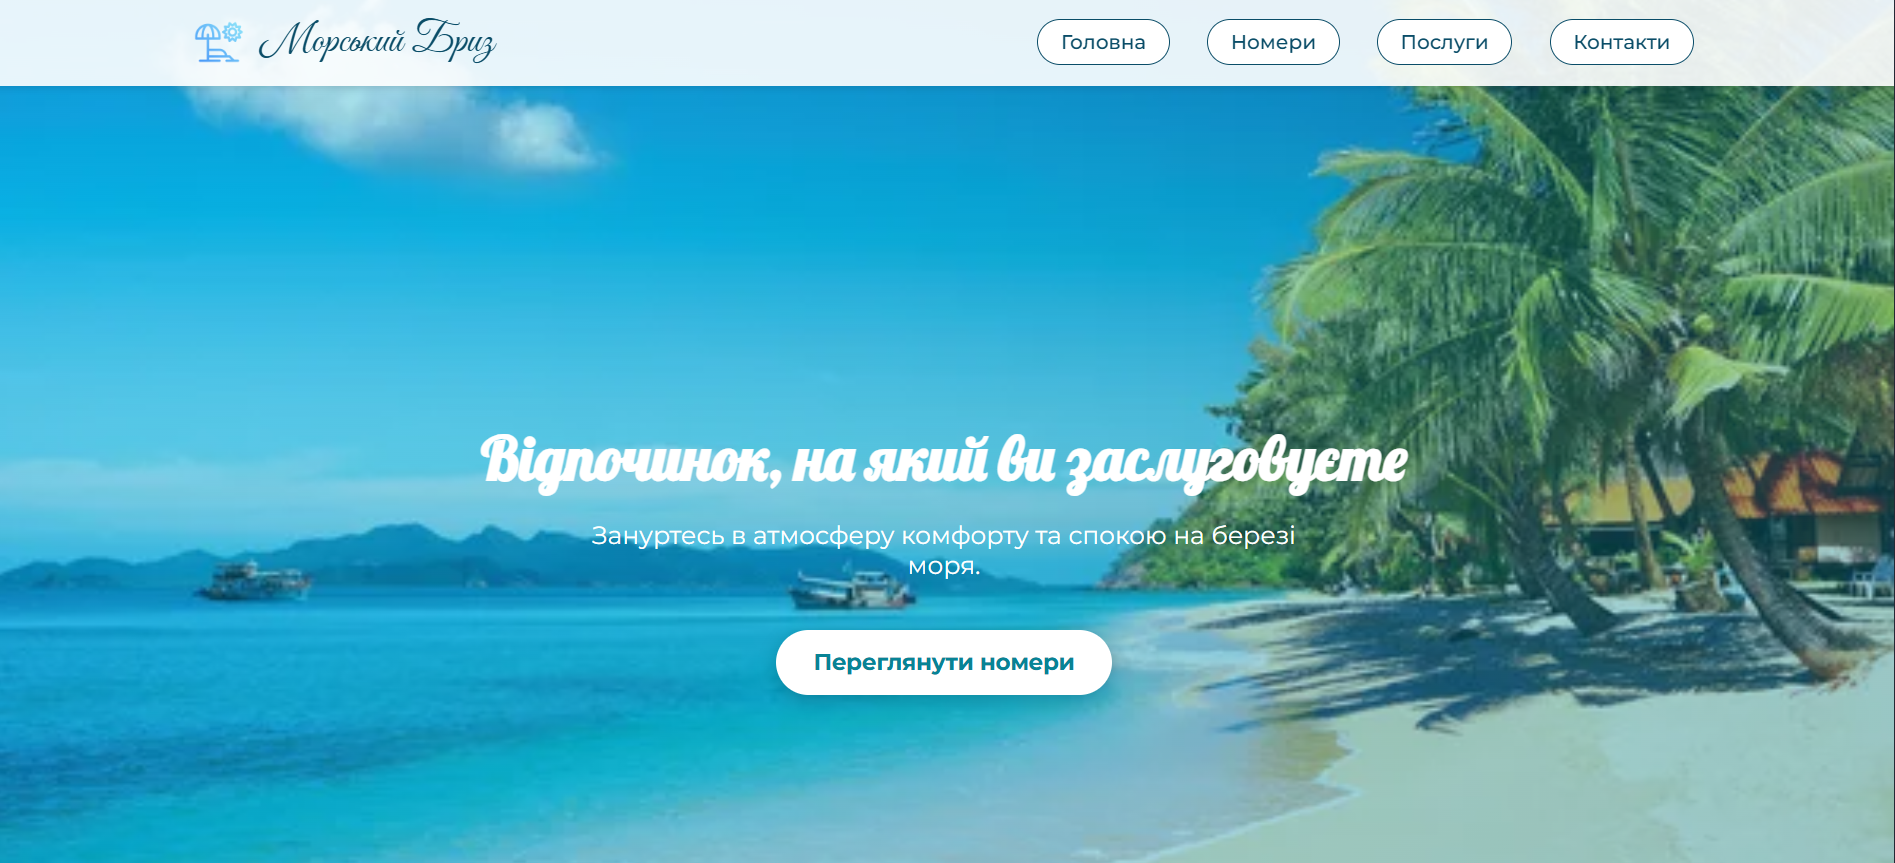 Морський Бриз
Головна
Номери
Послуги
Контакти
Відпочинок, на який ви заслуговуєте
Зануртесь в атмосферу комфорту та спокою на березі
моря.
Переглянути номери